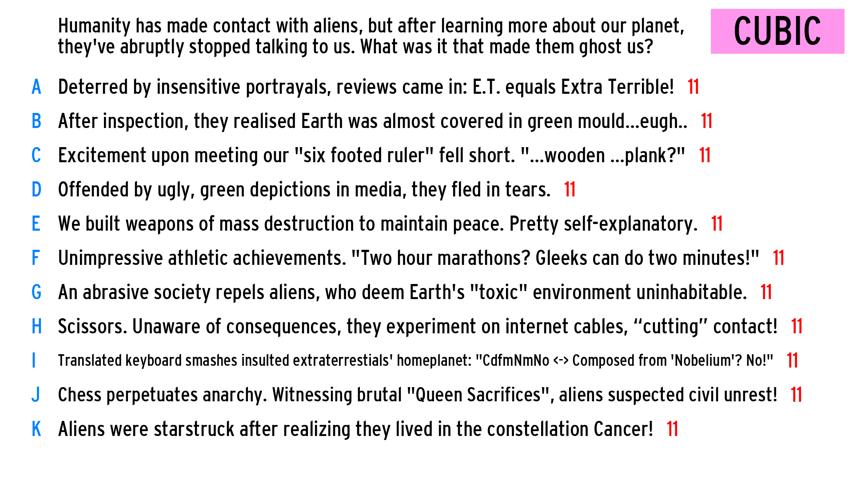 Humanity has made contact with aliens, but after learning more about our planet,
they've abruptly stopped talking to us. What was it that made them ghost us?
CUBIC
A Deterred by insensitive portrayals, reviews came in: E.T. equals Extra Terrible! 11
B After inspection, they realised Earth was almost covered in green mould...eugh.. 11
C Excitement upon meeting our "six footed ruler" fell short. "...wooden ...plank?" 11
D Offended by ugly, green depictions in media, they fled in tears. 11
E We built weapons of mass destruction to maintain peace. Pretty self-explanatory. 11
F Unimpressive athletic achievements. "Two hour marathons? Gleeks can do two minutes!" 11
G An abrasive society repels aliens, who deem Earth's "toxic" environment uninhabitable. 11
H Scissors. Unaware of consequences, they experiment on internet cables, “cutting” contact! 11
I Translated keyboard smashes insulted extraterrestials' homeplanet: "CdfmNmNo <-> Composed from 'Nobelium'? No!" 11
J Chess perpetuates anarchy. Witnessing brutal "Queen Sacrifices", aliens suspected civil unrest! 11
K Aliens were starstruck after realizing they lived in the constellation Cancer! 11